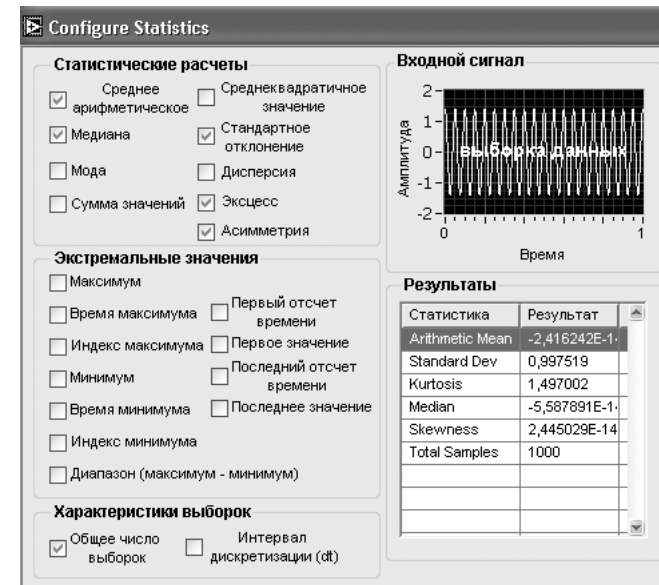 Configure Statistics
Статистические расчеты
Среднее
арифметическое
Среднеквадратичное
значение
Медиана
Стандартное
отклонение
Мода
Дисперсия
Сумма значений
Эксцесс
Асимметрия
Экстремальные значения
Максимум
Время максимума
Первый отсчет
времени
Индекс максимума
Первое значение
Минимум
Последний отсчет
времени
Время минимума
Последнее значение
Индекс минимума
Диапазон (максимум - минимум)
Характеристики выборок
Общее число
выборок
Интервал
дискретизации (dt)
Входной сигнал
Амплитуда
2
1
0
-1
-2
выборка данных
0
1
Время
Результаты
Статистика Результат
Arithmetic Mean -2,416242E-1
Standard Dev 0,997519
Kurtosis 1,497002
Median -5,587891E-1
Skewness 2,445029E-14
Total Samples 1000